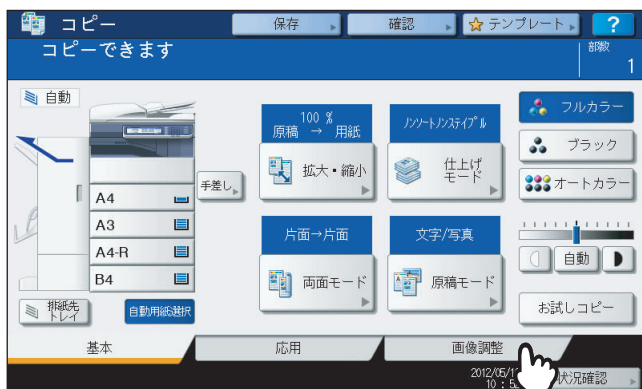 コピー
保存
確認
テンプレート
?
コピーできます
部数
1
自動
100 %
原稿 → 用紙
ノンソートノンステイプル
フルカラー
拡大・縮小
仕上げ
モード
ブラック
手差し
オートカラー
A4
A3
A4-R
B4
片面→片面
文字/写真
両面モード
原稿モード
自動
排紙先
トレイ
自動用紙選択
お試しコピー
基本
応用
画像調整
状況確認